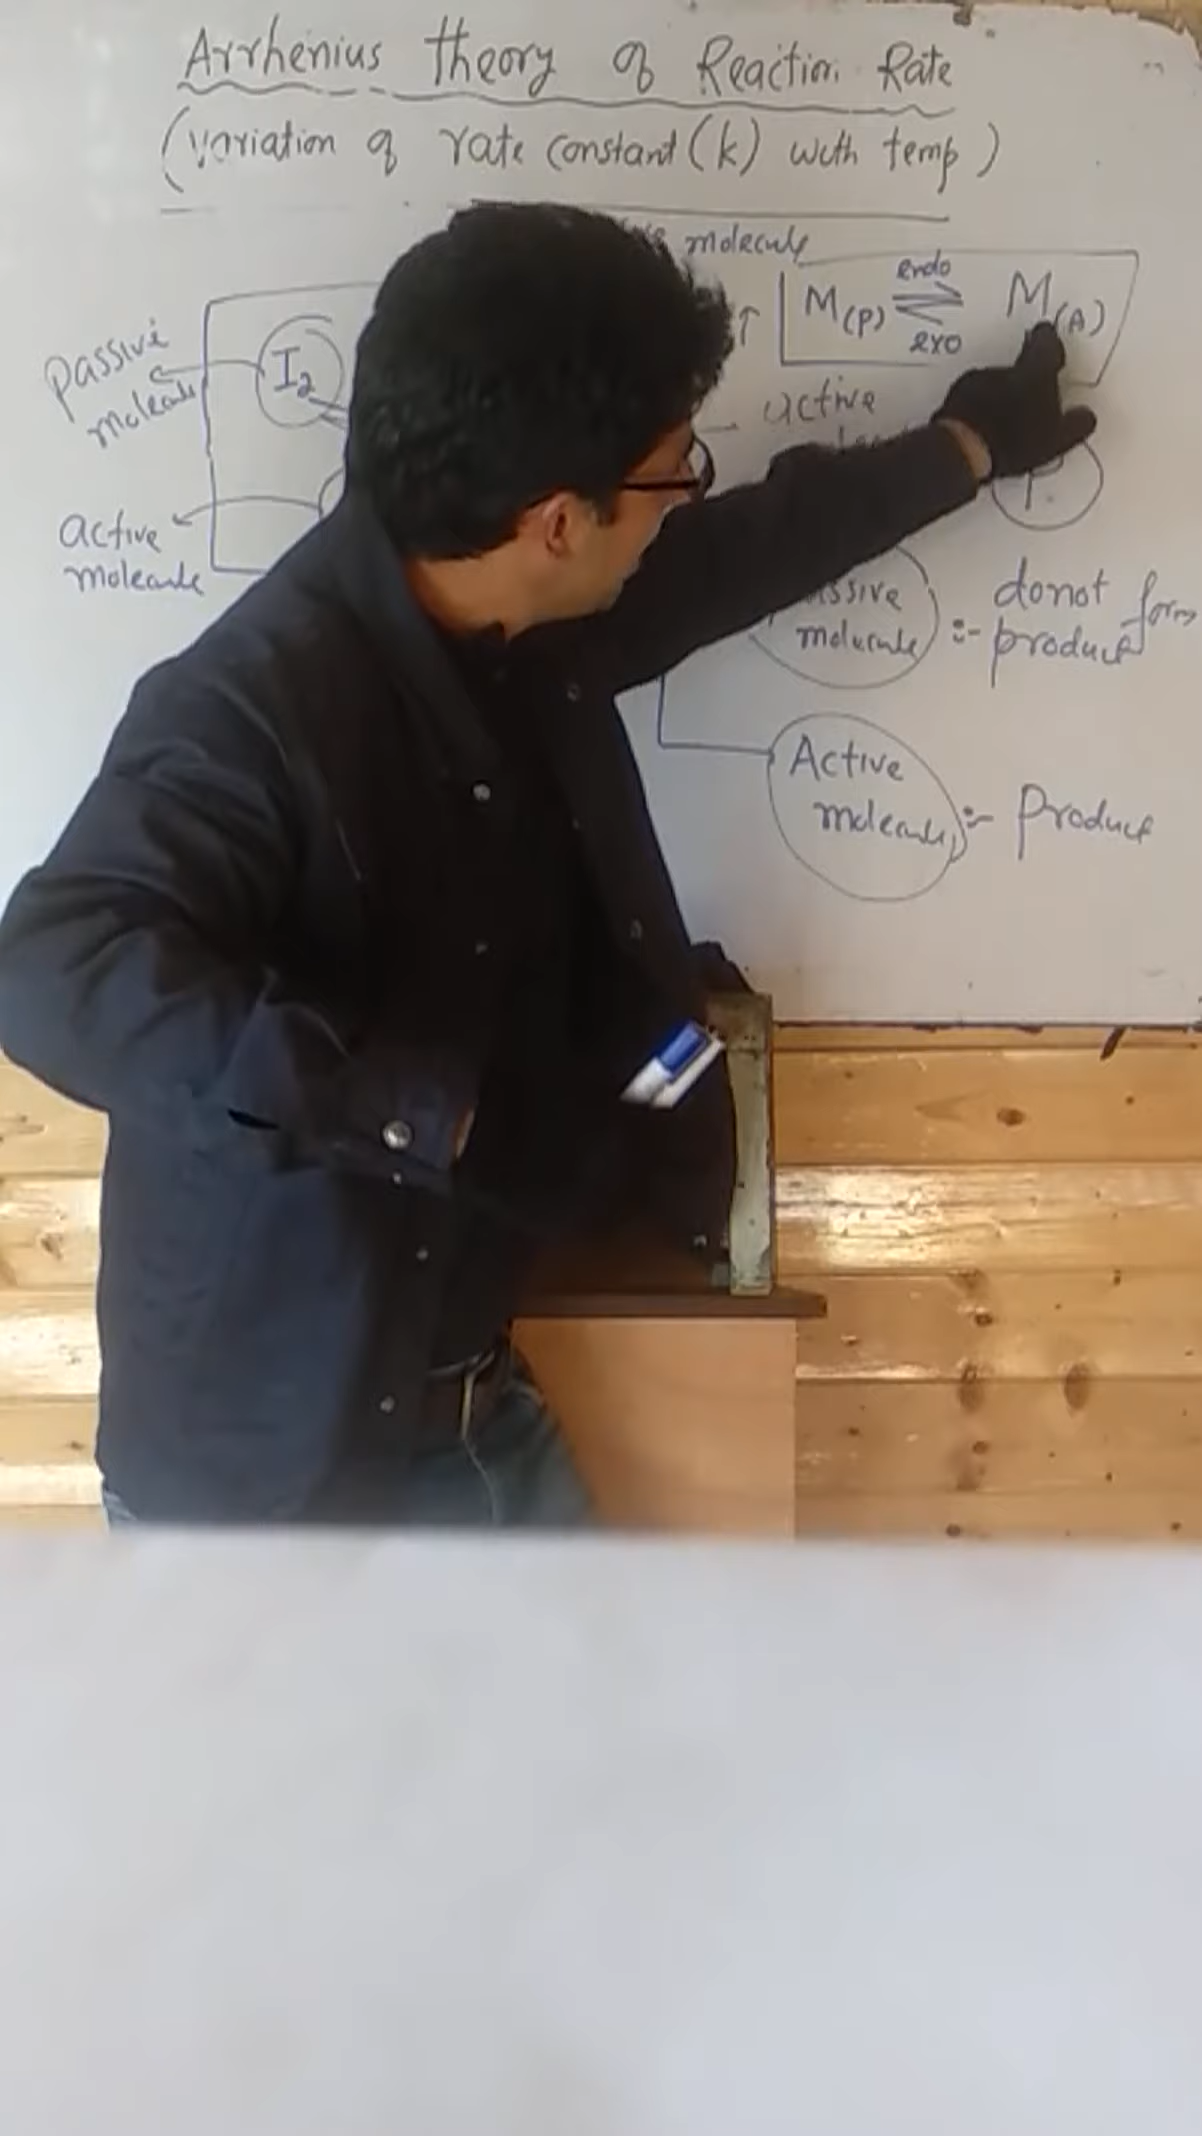 Arrhenius theory of Reaction Rate
(variation of rate constant (k) with temp)
molecule
endo
M(P) ⇌ M(A)
exo
↑
Passive
molecule
I2
active
active
molecule
P.
molecule :- donot form
product
Active
molecule :- Product